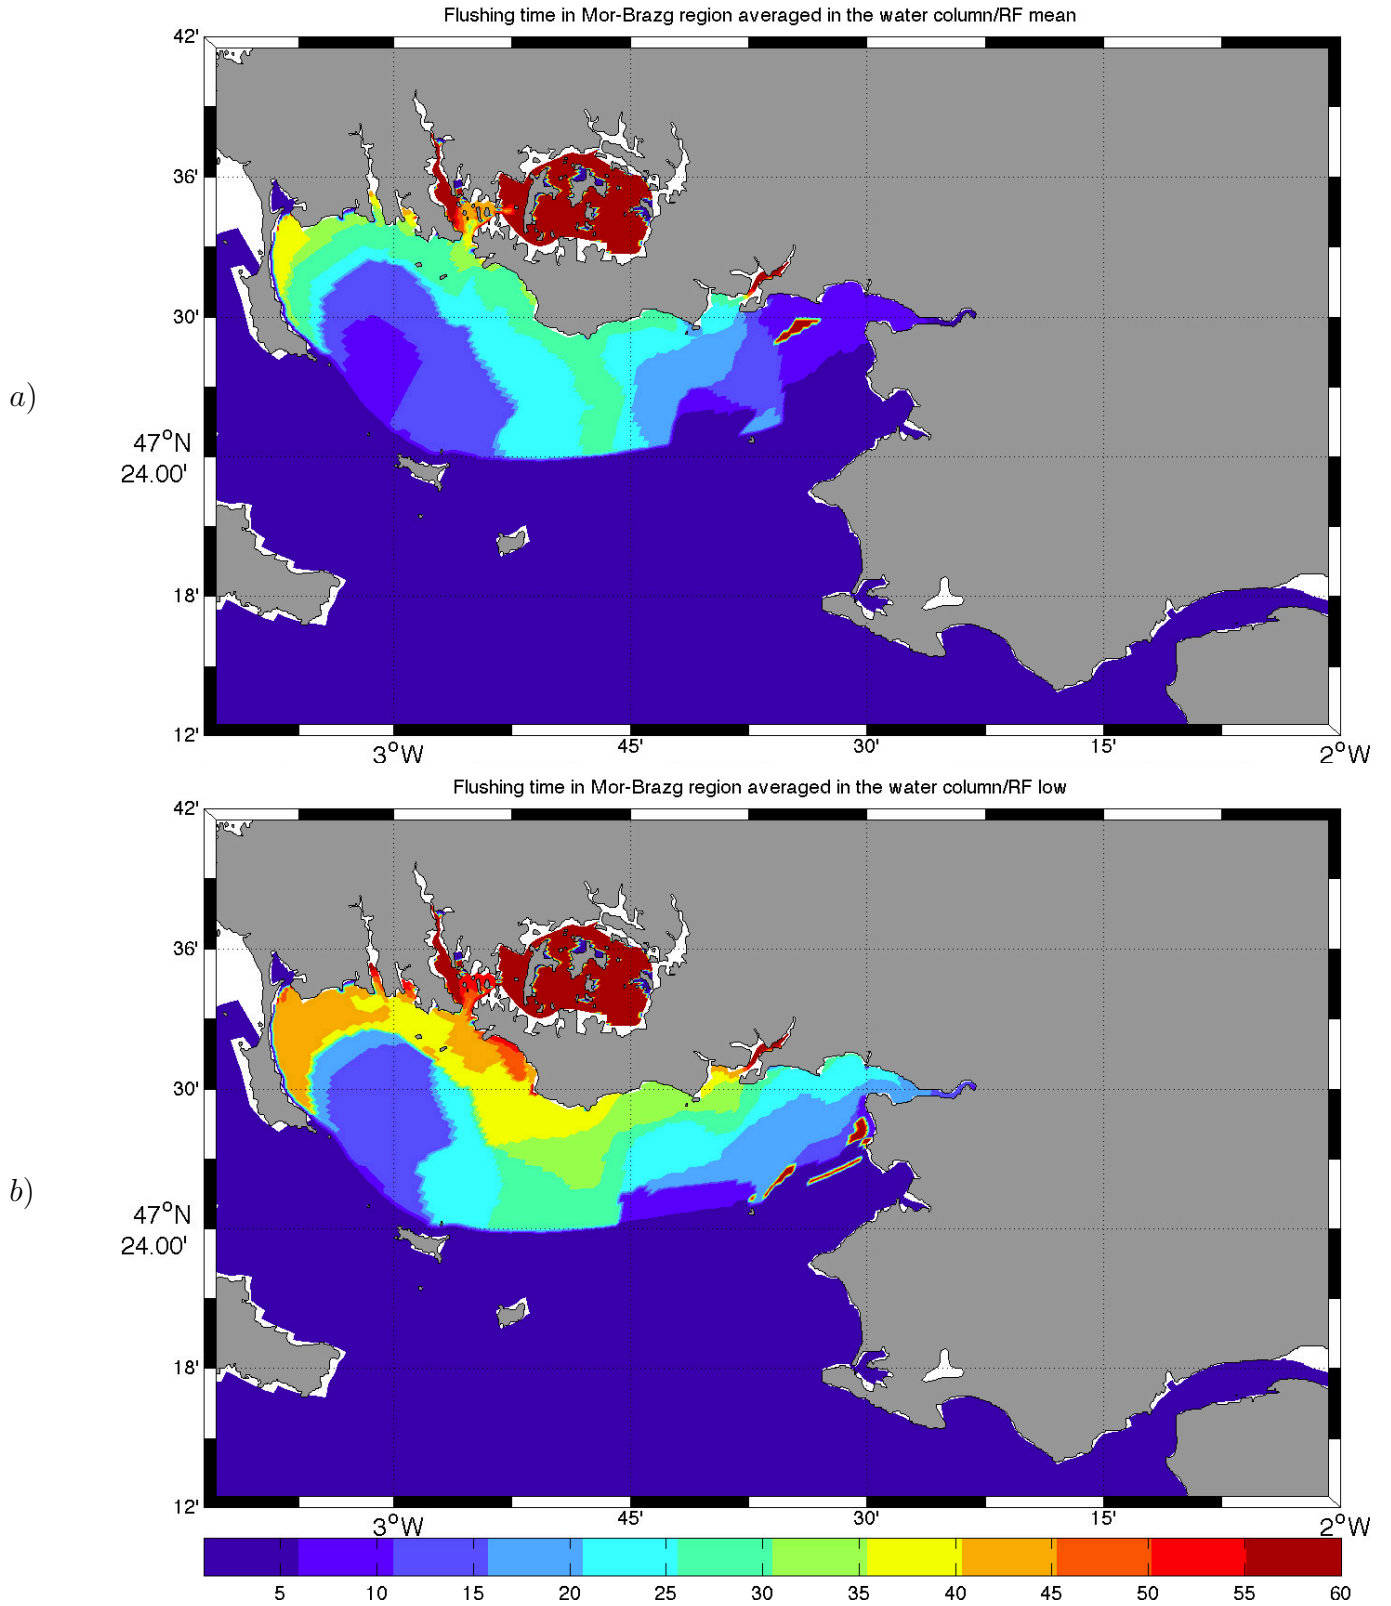 Flushing time in Mor-Brazg region averaged in the water column/RF mean
42'
36'
30'
a)
47°N
24.00'
18'
12'
3°W
45'
30'
15'
2°W
Flushing time in Mor-Brazg region averaged in the water column/RF low
42'
36'
30'
b)
47°N
24.00'
18'
12'
3°W
45'
30'
15'
2°W
5 10 15 20 25 30 35 40 45 50 55 60